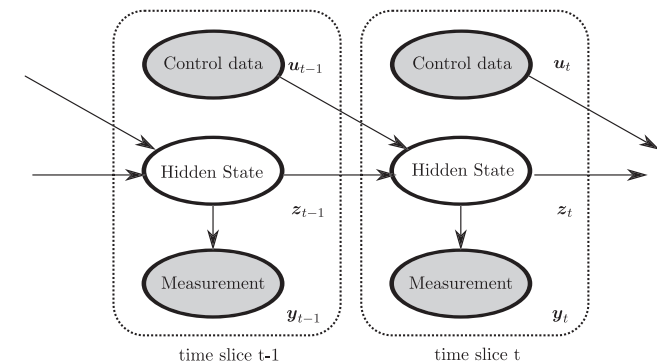 Control data
u_{t-1}
Control data
u_t
Hidden State
z_{t-1}
Hidden State
z_t
Measurement
y_{t-1}
Measurement
y_t
time slice t-1
time slice t